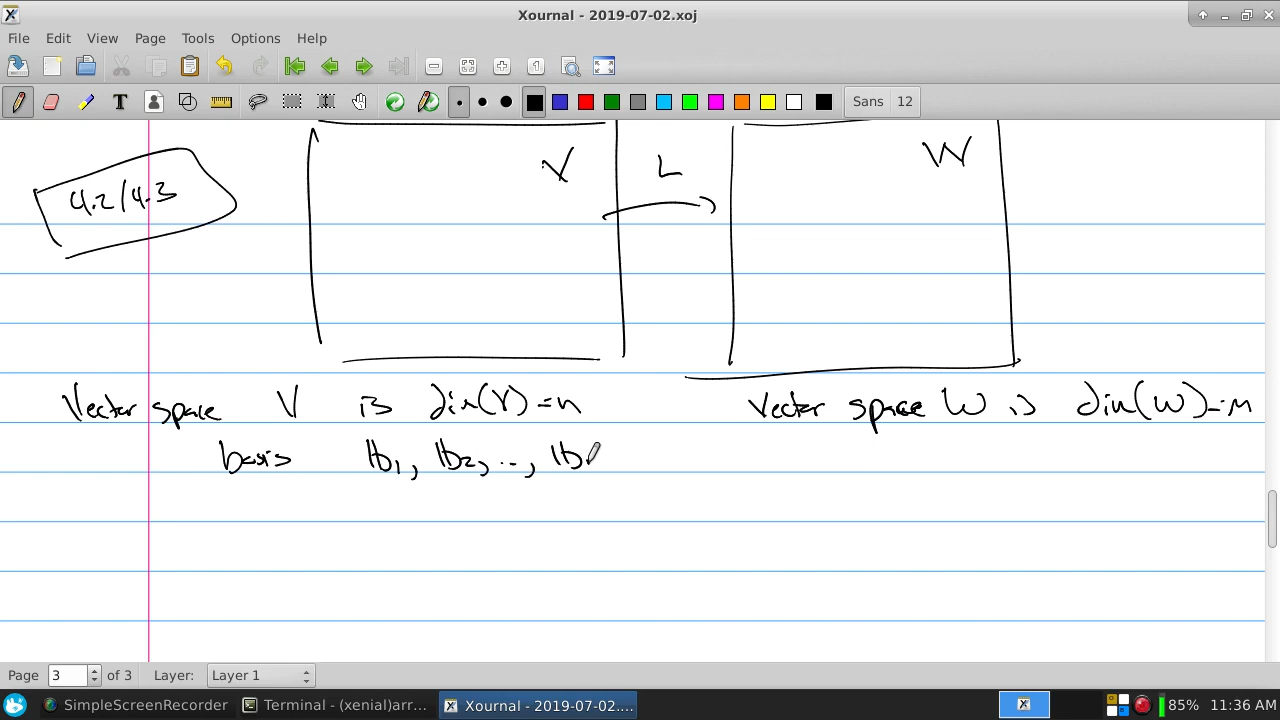 Xournal - 2019-07-02.xoj
File Edit View Page Tools Options Help
Sans 12
4.2/4.3
V
L
W
Vector space V is dim(V)=n
Vector space W is dim(W)=m
basis b₁, b₂, ..., b
Page 3 of 3 Layer: Layer 1
SimpleScreenRecorder Terminal - (xenial)arr... Xournal - 2019-07-02.... 85% 11:36 AM